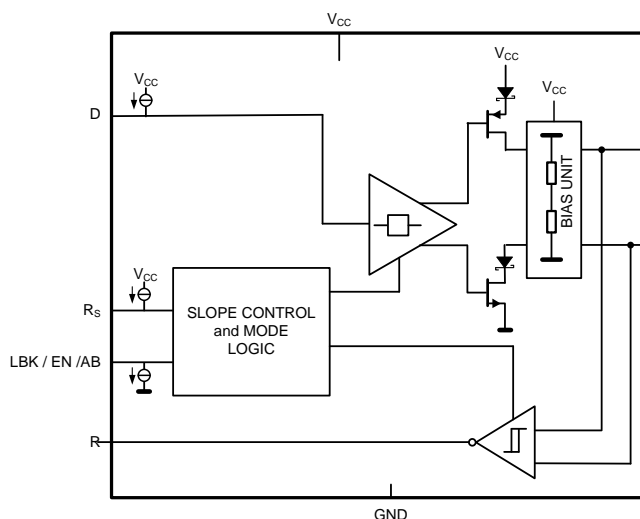 VCC
VCC
VCC
VCC
D
BIAS UNIT
VCC
RS
SLOPE CONTROL
and MODE
LOGIC
LBK / EN /AB
R
GND